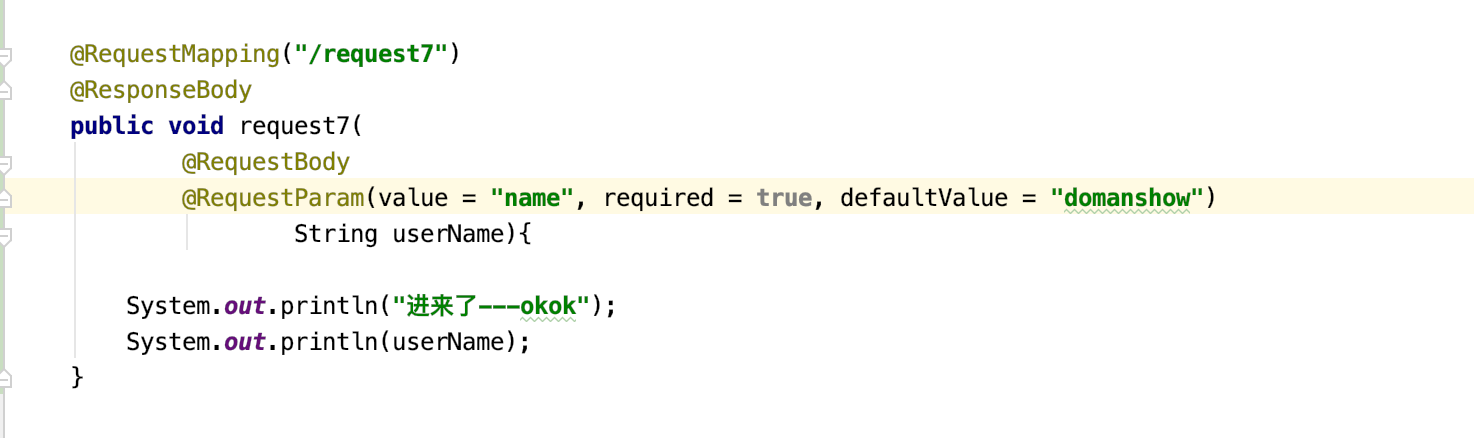 @RequestMapping("/request7")
@ResponseBody
public void request7(
@RequestBody
@RequestParam(value = "name", required = true, defaultValue = "domanshow")
String userName){
System.out.println("进来了---okok");
System.out.println(userName);
}